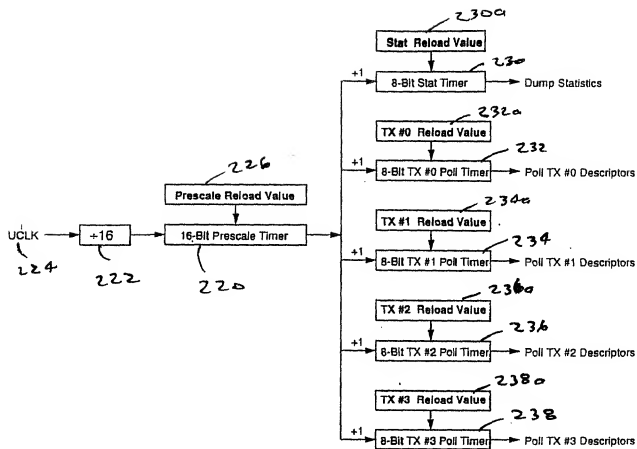 230a
Stat Reload Value
230
+1
8-Bit Stat Timer
Dump Statistics
232a
TX #0 Reload Value
232
+1
8-Bit TX #0 Poll Timer
Poll TX #0 Descriptors
226
Prescale Reload Value
234a
TX #1 Reload Value
UCLK
÷16
16-Bit Prescale Timer
234
224
222
220
+1
8-Bit TX #1 Poll Timer
Poll TX #1 Descriptors
236a
TX #2 Reload Value
236
+1
8-Bit TX #2 Poll Timer
Poll TX #2 Descriptors
238a
TX #3 Reload Value
238
+1
8-Bit TX #3 Poll Timer
Poll TX #3 Descriptors